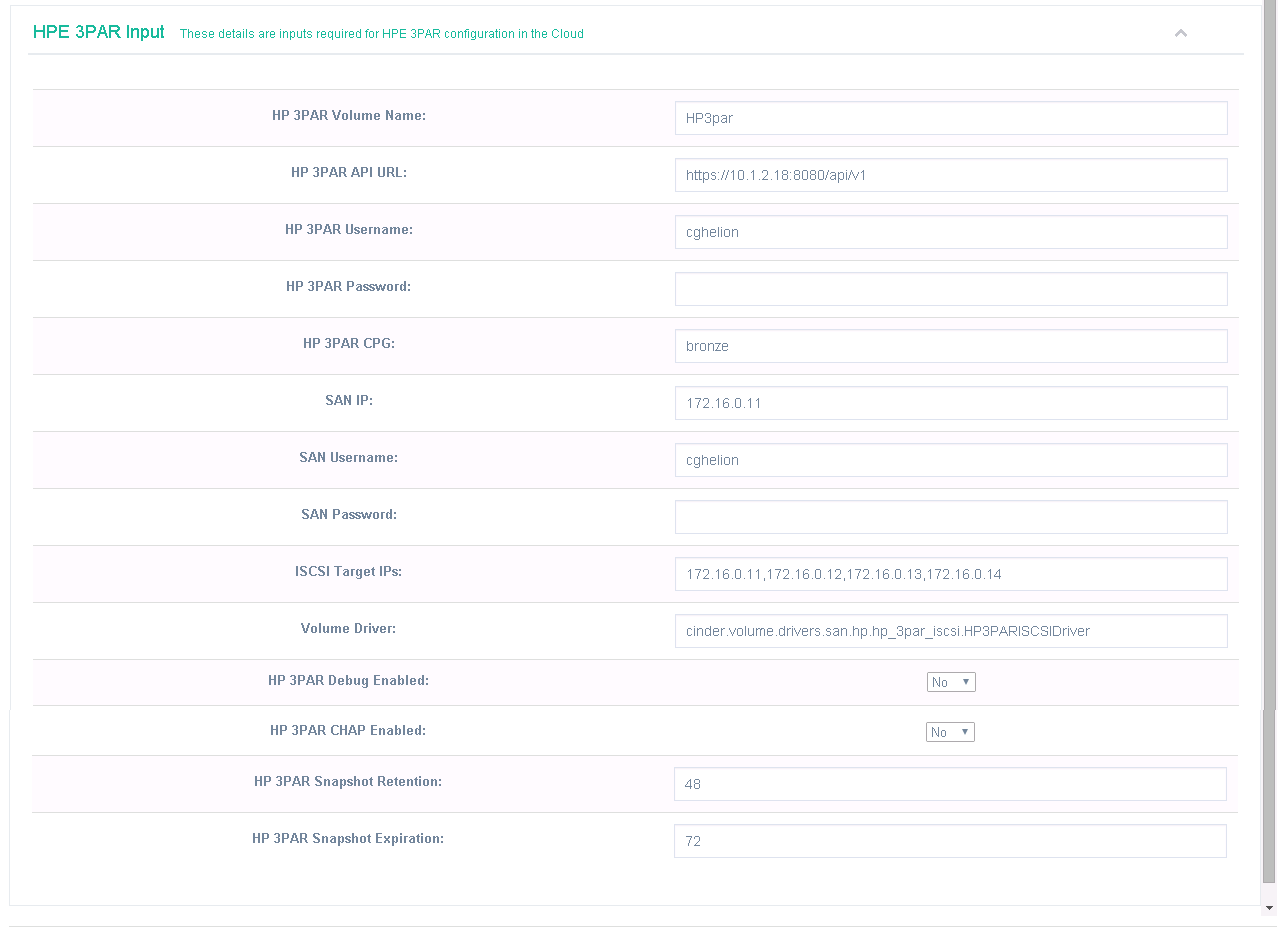 HPE 3PAR Input These details are inputs required for HPE 3PAR configuration in the Cloud
HP 3PAR Volume Name: HP3par
HP 3PAR API URL: https://10.1.2.18:8080/api/v1
HP 3PAR Username: cghelion
HP 3PAR Password:
HP 3PAR CPG: bronze
SAN IP: 172.16.0.11
SAN Username: cghelion
SAN Password:
ISCSI Target IPs: 172.16.0.11,172.16.0.12,172.16.0.13,172.16.0.14
Volume Driver: cinder.volume.drivers.san.hp.hp_3par_iscsi.HP3PARISCSIDriver
HP 3PAR Debug Enabled: No
HP 3PAR CHAP Enabled: No
HP 3PAR Snapshot Retention: 48
HP 3PAR Snapshot Expiration: 72